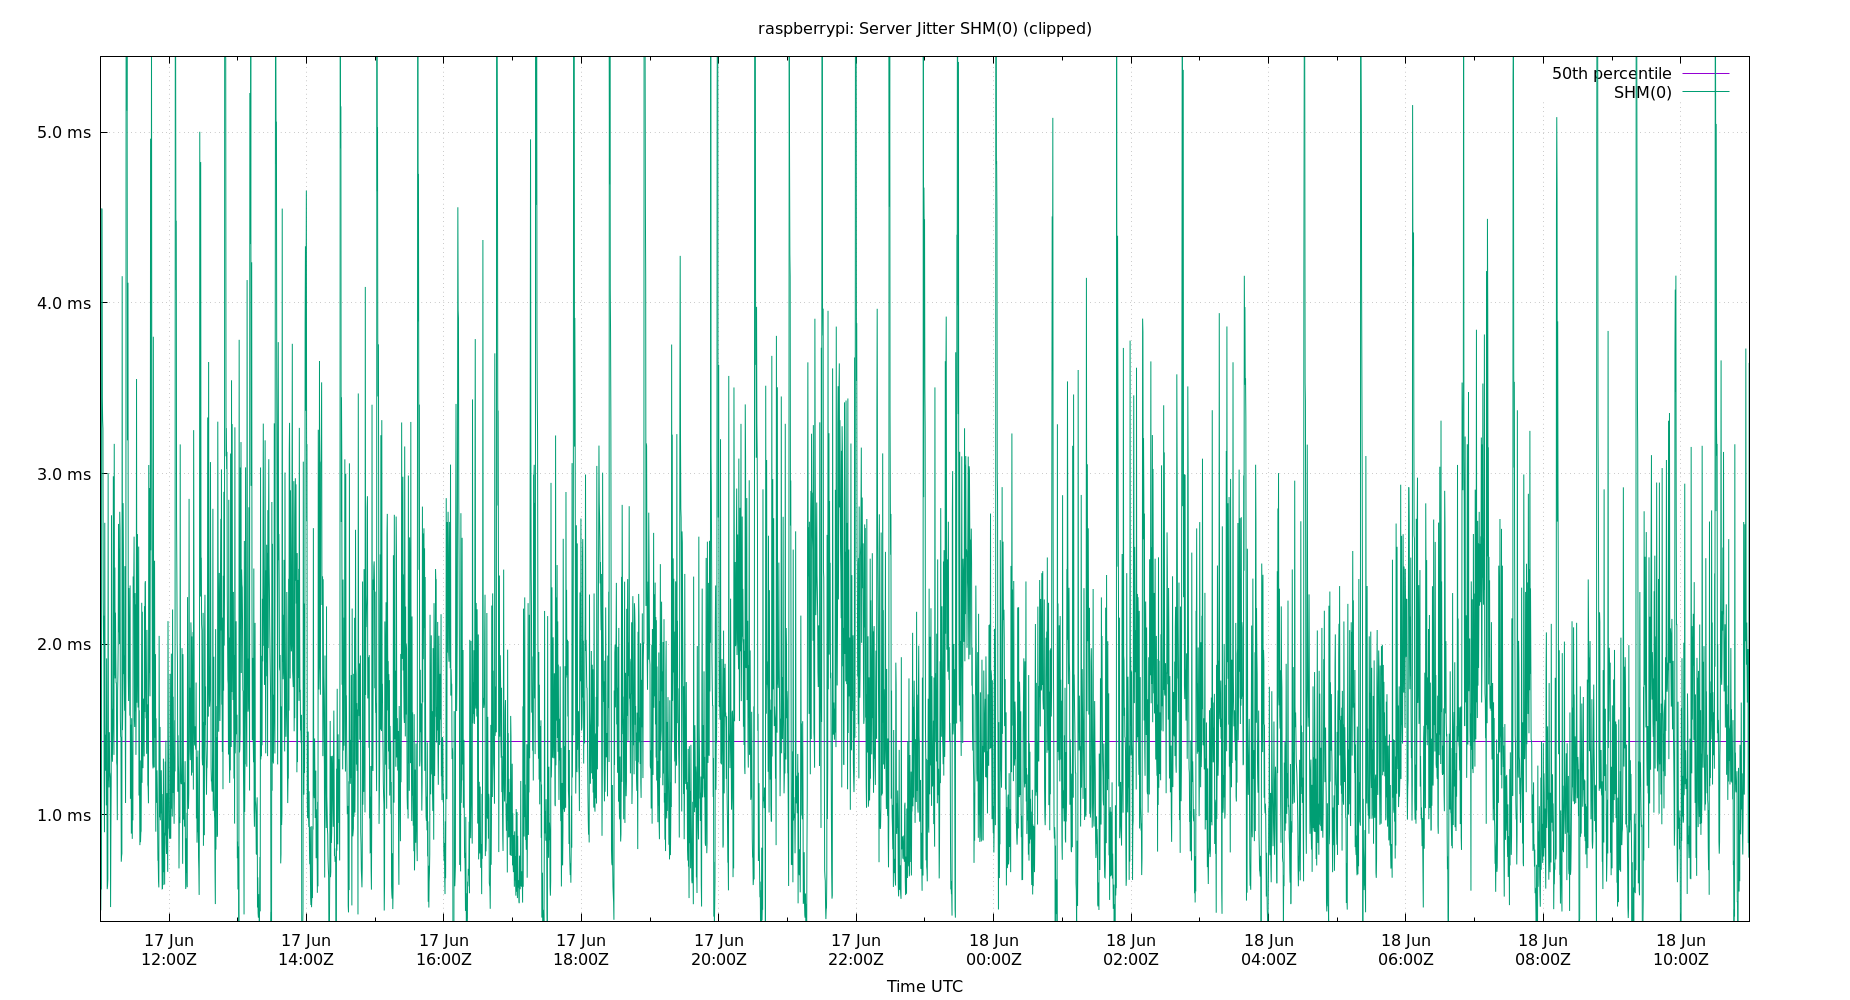 raspberrypi: Server Jitter SHM(0) (clipped)
50th percentile
SHM(0)
5.0 ms
4.0 ms
3.0 ms
2.0 ms
1.0 ms
17 Jun 17 Jun 17 Jun 17 Jun 17 Jun 17 Jun 18 Jun 18 Jun 18 Jun 18 Jun 18 Jun 18 Jun
12:00Z 14:00Z 16:00Z 18:00Z 20:00Z 22:00Z 00:00Z 02:00Z 04:00Z 06:00Z 08:00Z 10:00Z
Time UTC